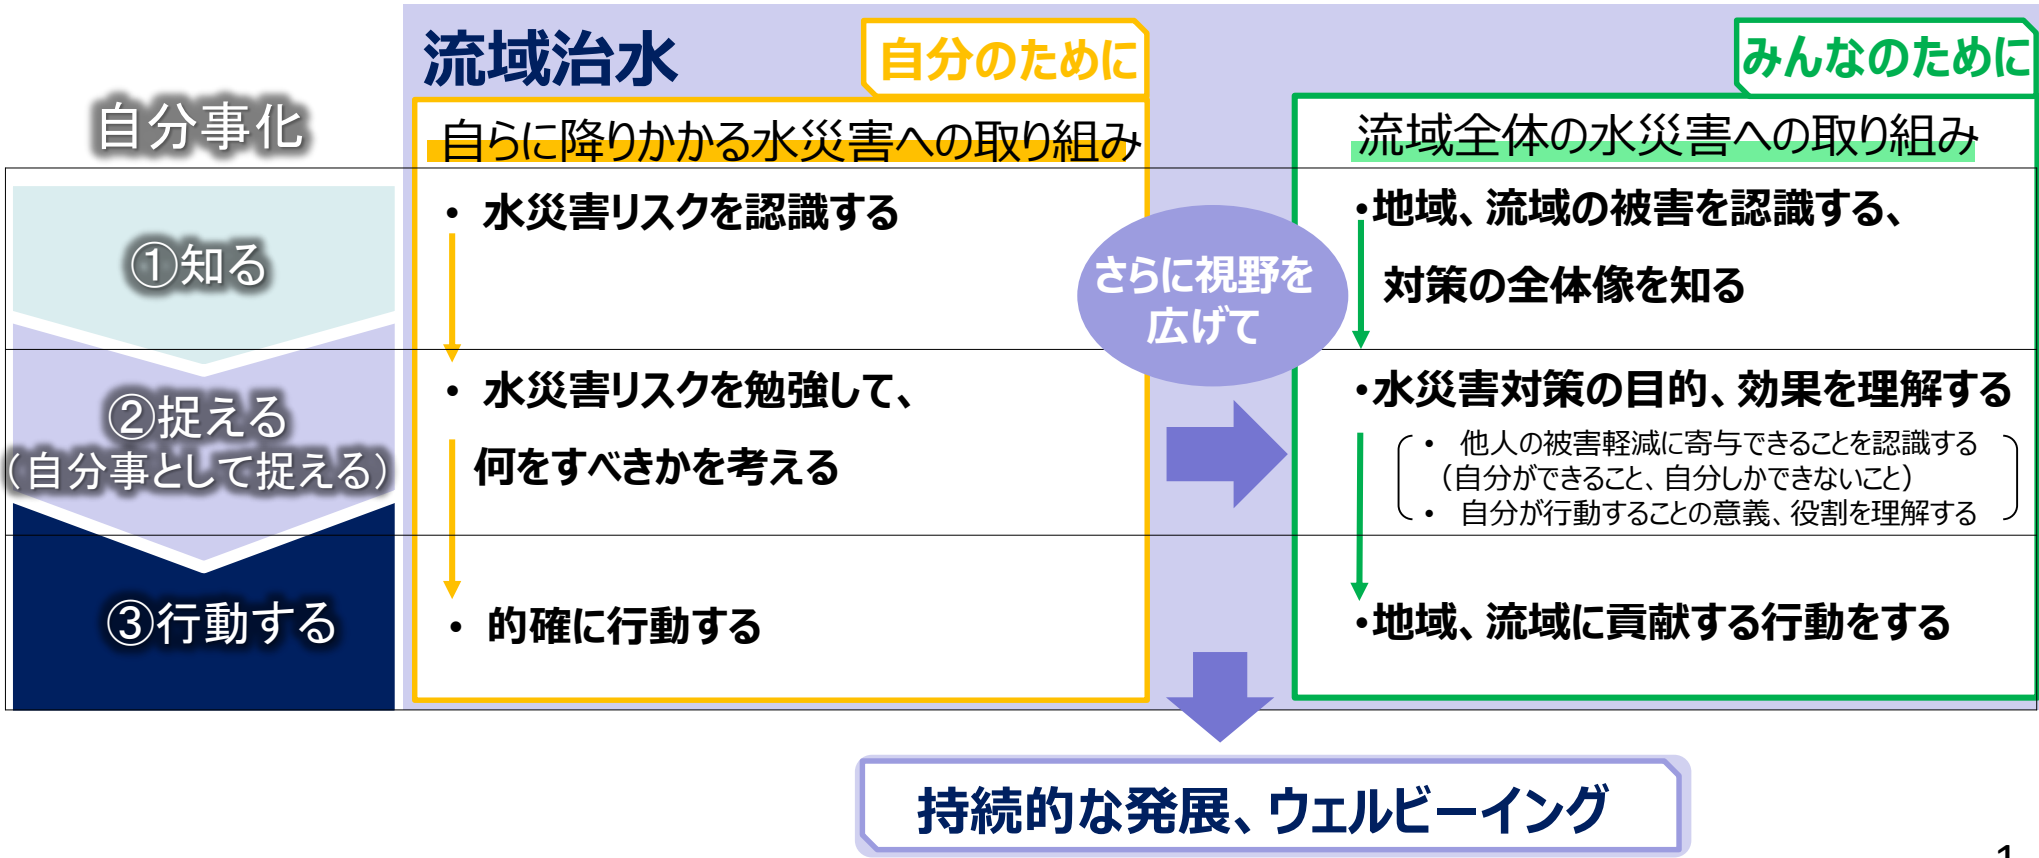 流域治水
自分のために
みんなのために
自分事化
自らに降りかかる水災害への取り組み
流域全体の水災害への取り組み
①知る
・ 水災害リスクを認識する
さらに視野を
広げて
・地域、流域の被害を認識する、
対策の全体像を知る
②捉える
（自分事として捉える）
・ 水災害リスクを勉強して、
何をすべきかを考える
・水災害対策の目的、効果を理解する
・ 他人の被害軽減に寄与できることを認識する
（自分ができること、自分しかできないこと）
・ 自分が行動することの意義、役割を理解する
③行動する
・ 的確に行動する
・地域、流域に貢献する行動をする
持続的な発展、ウェルビーイング
1